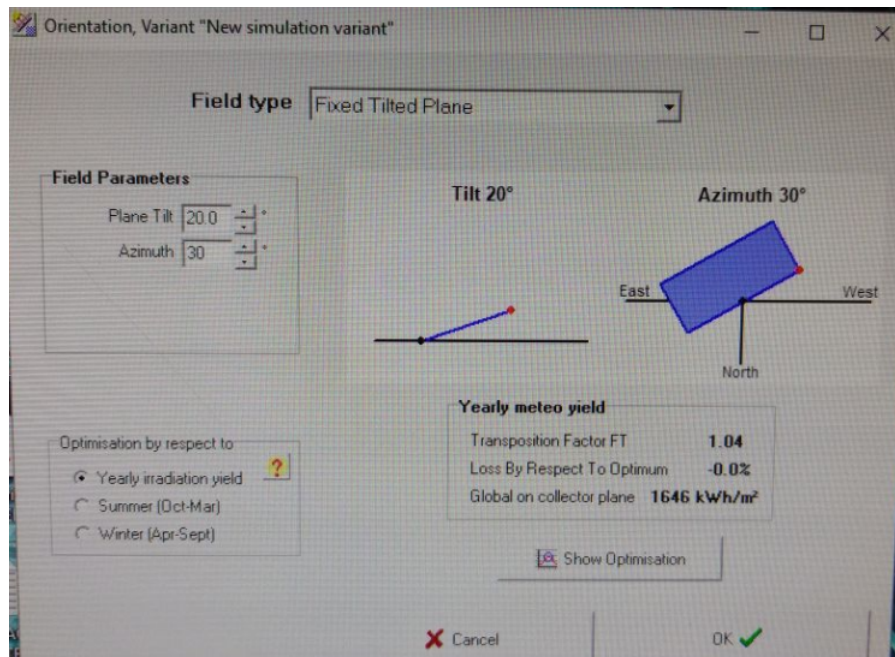 Orientation, Variant "New simulation variant"
Field type Fixed Tilted Plane
Field Parameters
Plane Tilt 20.0 °
Azimuth 30 °
Tilt 20°
Azimuth 30°
East
West
North
Yearly meteo yield
Transposition Factor FT 1.04
Loss By Respect To Optimum -0.0%
Global on collector plane 1646 kWh/m²
Optimisation by respect to
?
Yearly irradiation yield
Summer (Oct-Mar)
Winter (Apr-Sept)
Show Optimisation
Cancel
OK